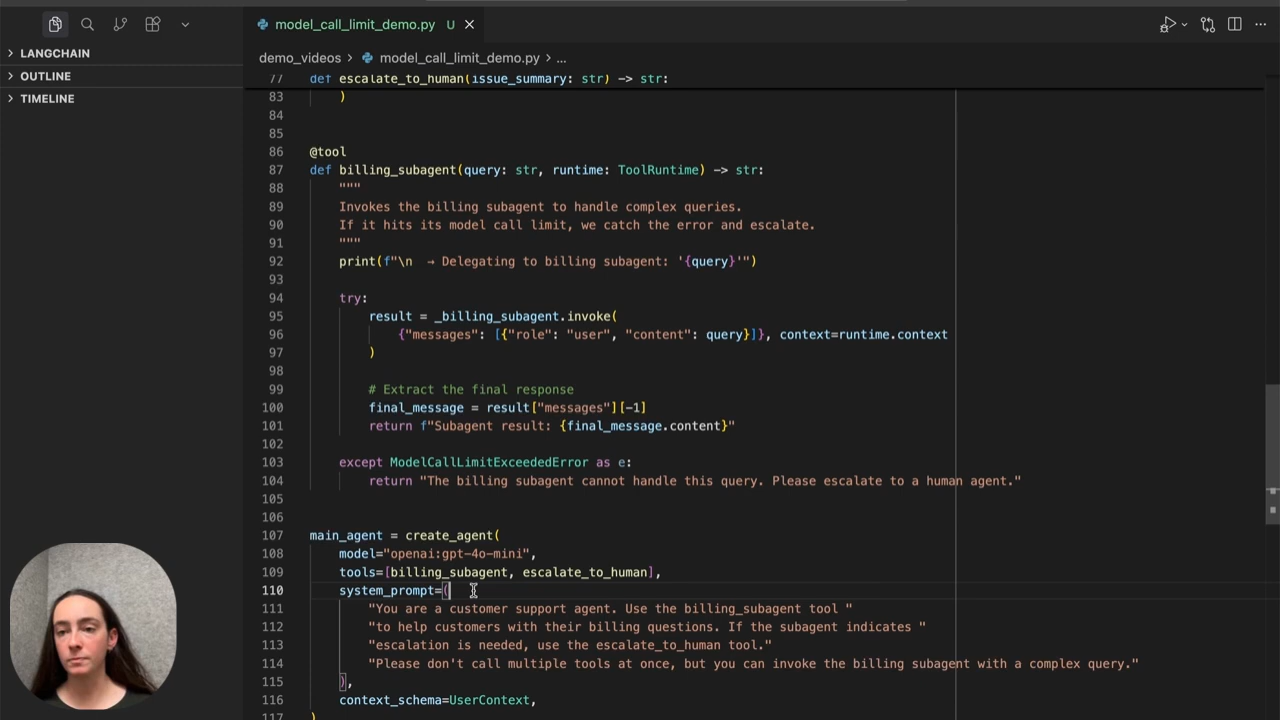 model_call_limit_demo.py U
LANGCHAIN
OUTLINE
TIMELINE
demo_videos > model_call_limit_demo.py > ...
77 def escalate_to_human(issue_summary: str) -> str:
83 )
84
85
86 @tool
87 def billing_subagent(query: str, runtime: ToolRuntime) -> str:
88 """
89 Invokes the billing subagent to handle complex queries.
90 If it hits its model call limit, we catch the error and escalate.
91 """
92 print(f"\n → Delegating to billing subagent: '{query}'")
93
94 try:
95 result = _billing_subagent.invoke(
96 {"messages": [{"role": "user", "content": query}]}, context=runtime.context
97 )
98
99 # Extract the final response
100 final_message = result["messages"][-1]
101 return f"Subagent result: {final_message.content}"
102
103 except ModelCallLimitExceededError as e:
104 return "The billing subagent cannot handle this query. Please escalate to a human agent."
105
106
107 main_agent = create_agent(
108 model="openai:gpt-4o-mini",
109 tools=[billing_subagent, escalate_to_human],
110 system_prompt=(
111 "You are a customer support agent. Use the billing_subagent tool "
112 "to help customers with their billing questions. If the subagent indicates "
113 "escalation is needed, use the escalate_to_human tool."
114 "Please don't call multiple tools at once, but you can invoke the billing subagent with a complex query."
115 ),
116 context_schema=UserContext,
117 )